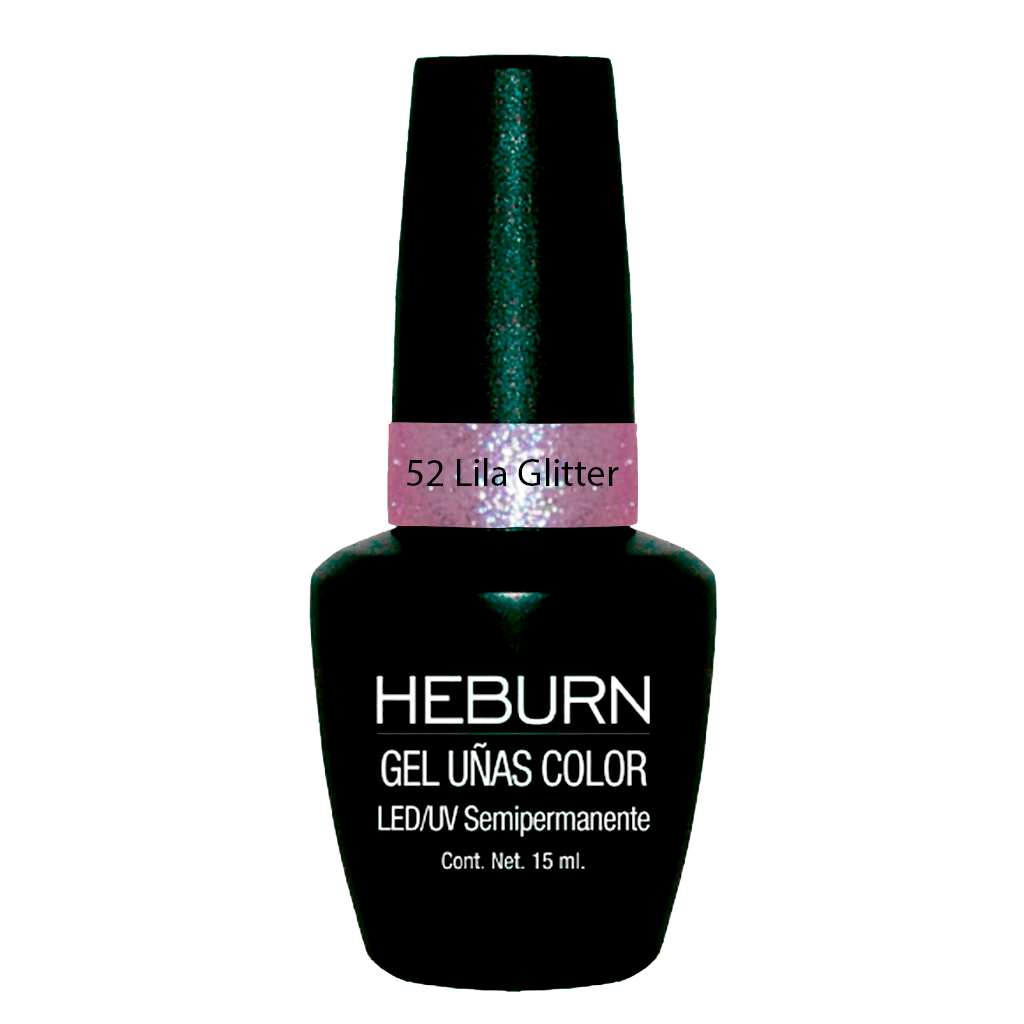 52 Lila Glitter
HEBURN
GEL UÑAS COLOR
LED/UV Semipermanente
Cont. Net. 15 ml.